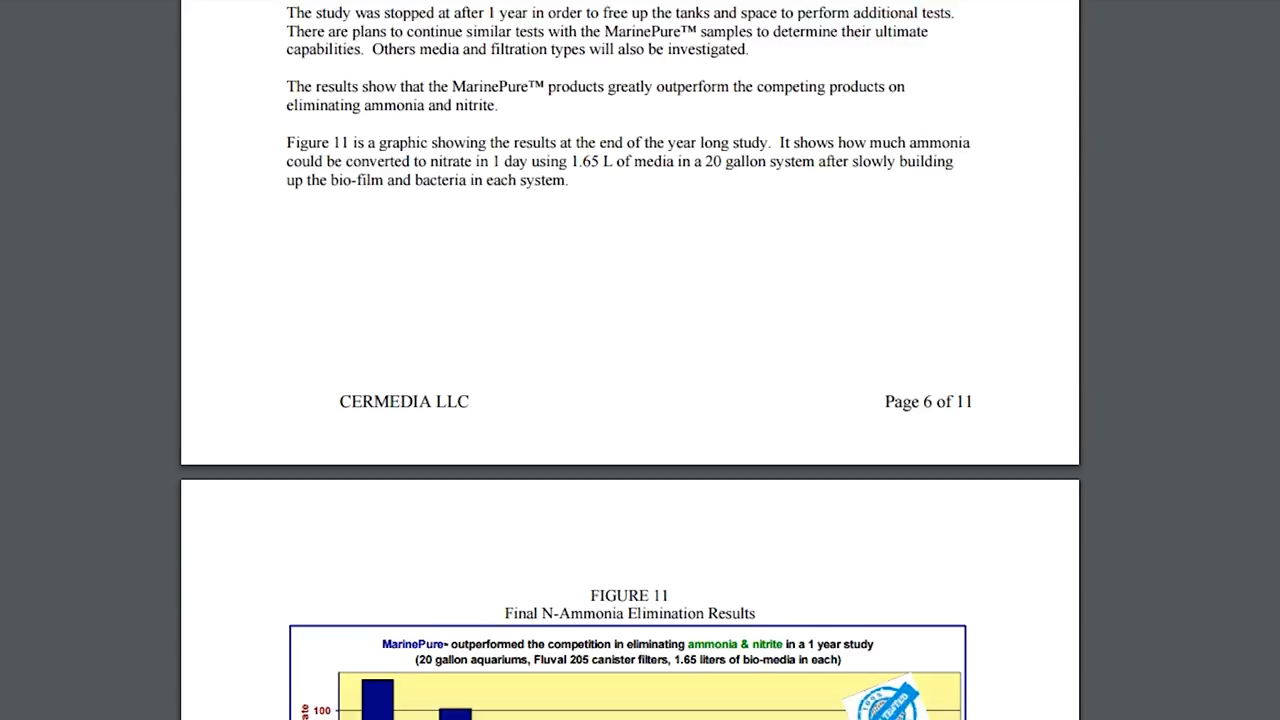 The study was stopped at after 1 year in order to free up the tanks and space to perform additional tests.
There are plans to continue similar tests with the MarinePure™ samples to determine their ultimate
capabilities.  Others media and filtration types will also be investigated.
The results show that the MarinePure™ products greatly outperform the competing products on
eliminating ammonia and nitrite.
Figure 11 is a graphic showing the results at the end of the year long study.  It shows how much ammonia
could be converted to nitrate in 1 day using 1.65 L of media in a 20 gallon system after slowly building
up the bio-film and bacteria in each system.
CERMEDIA LLC
Page 6 of 11
FIGURE 11
Final N-Ammonia Elimination Results
MarinePure™ outperformed the competition in eliminating ammonia & nitrite in a 1 year study
(20 gallon aquariums, Fluval 205 canister filters, 1.65 liters of bio-media in each)
100
TESTED